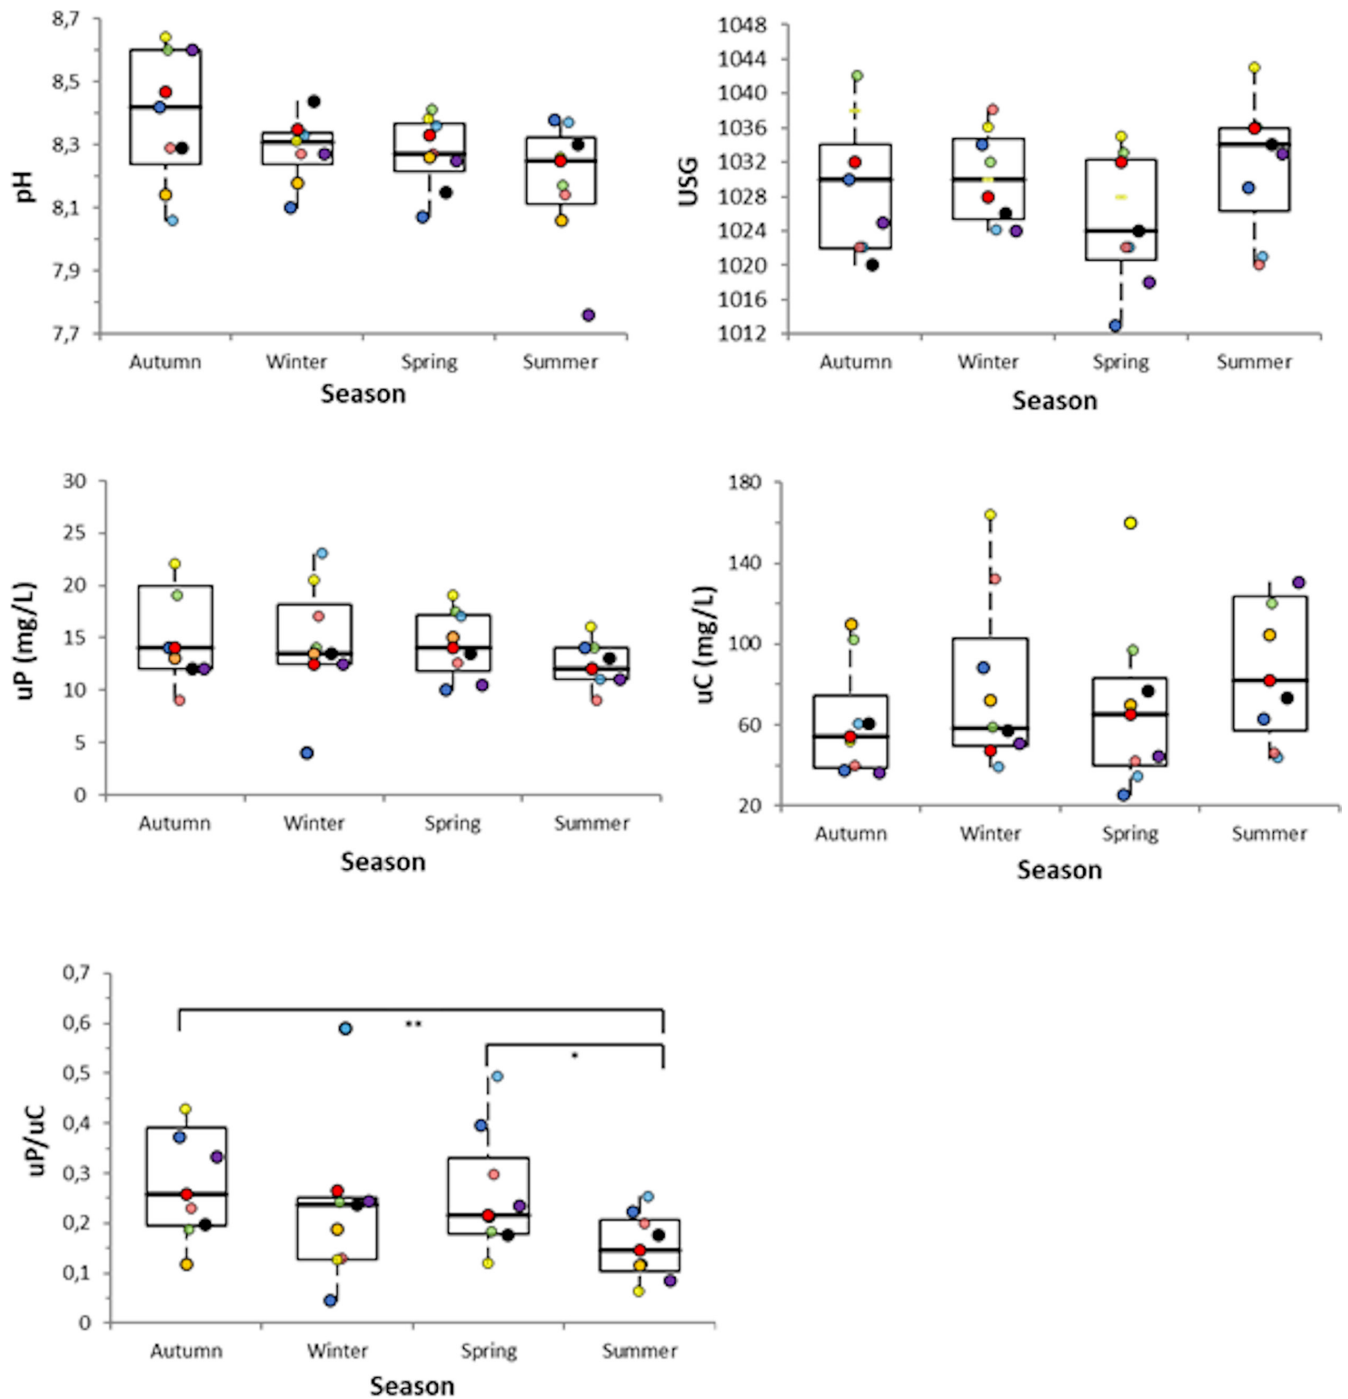 8,7
8,5
8,3
8,1
7,9
7,7
pH
Autumn Winter Spring Summer
Season
1048
1044
1040
1036
1032
1028
1024
1020
1016
1012
USG
Autumn Winter Spring Summer
Season
30
25
20
15
10
5
0
uP (mg/L)
Autumn Winter Spring Summer
Season
180
140
100
60
20
uC (mg/L)
Autumn Winter Spring Summer
Season
0,7
0,6
0,5
0,4
0,3
0,2
0,1
0
uP/uC
**
*
Autumn Winter Spring Summer
Season